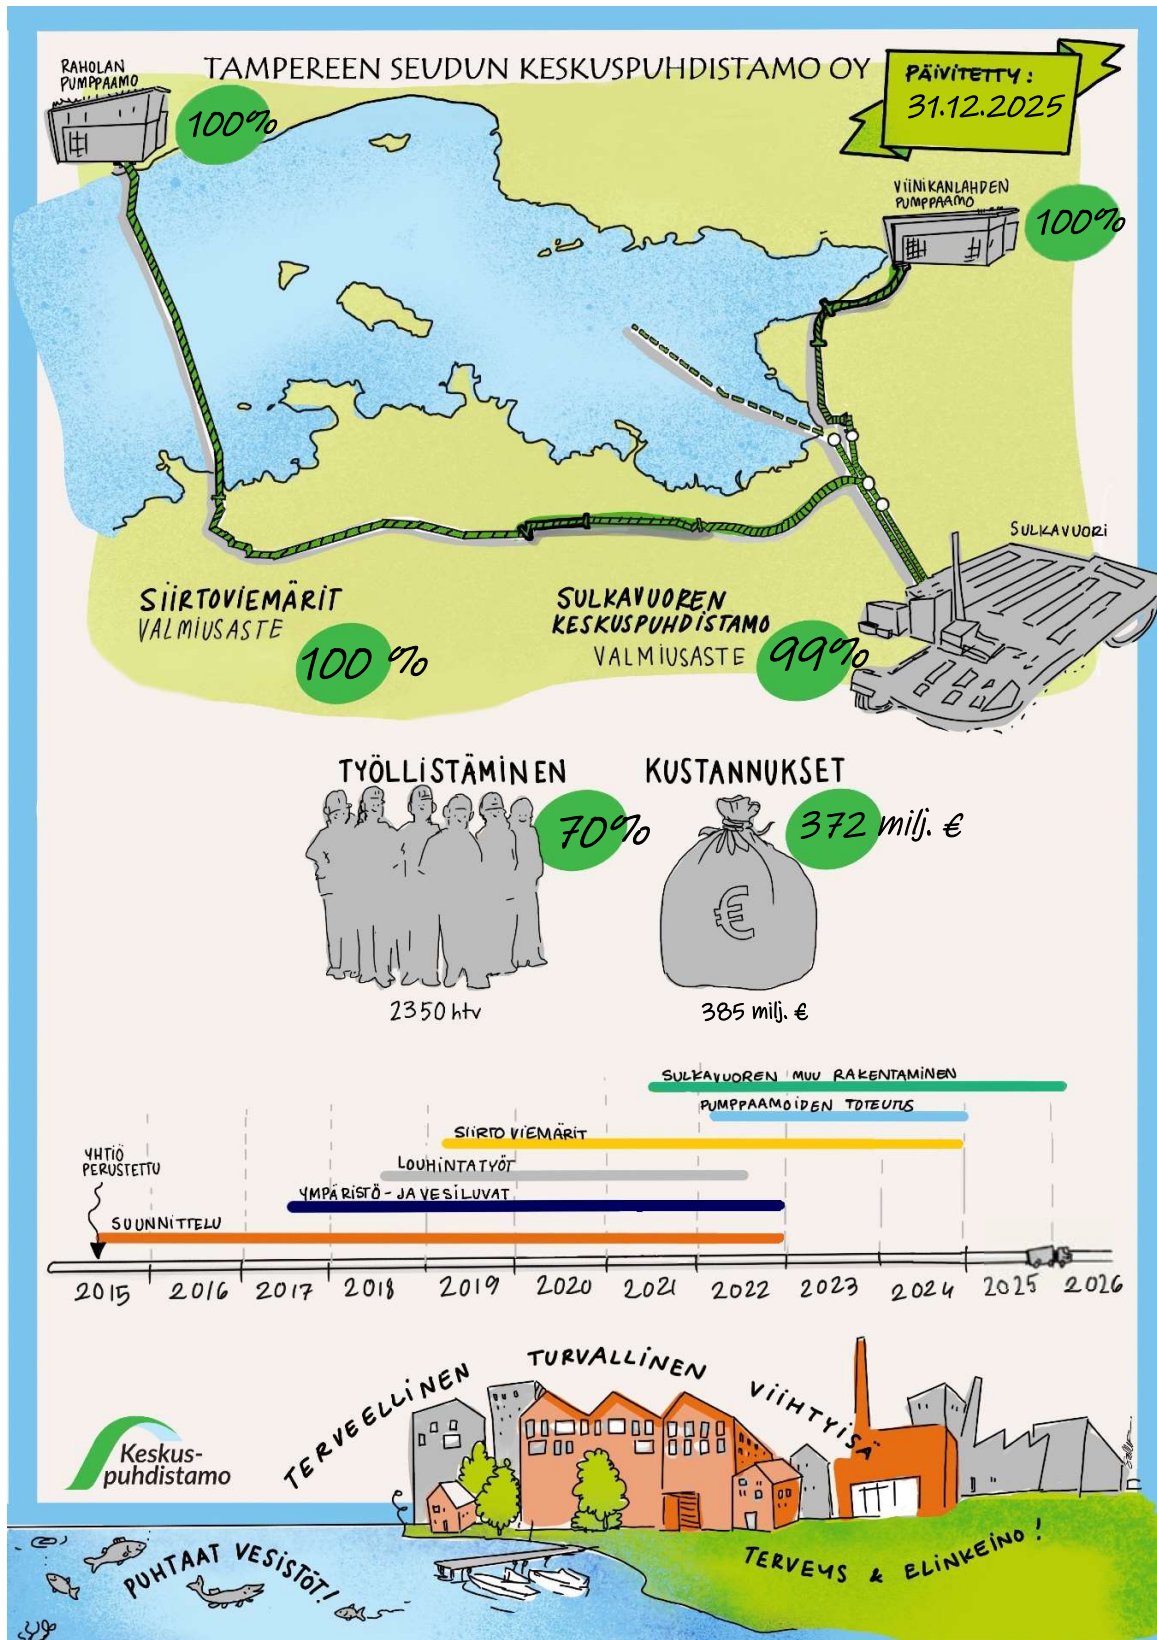 TAMPEREEN SEUDUN KESKUSPUHDISTAMO OY
PÄIVITETTY:
31.12.2025
RAHOLAN
PUMPPAAMO
100%
VIINIKANLAHDEN
PUMPPAAMO
100%
SULKAVUORI
SIIRTOVIEMÄRIT
VALMIUSASTE
100 %
SULKAVUOREN
KESKUSPUHDISTAMO
VALMIUSASTE
99%
TYÖLLISTÄMINEN
70%
2350 htv
KUSTANNUKSET
372 milj. €
€
385 milj. €
SULKAVUOREN MUU RAKENTAMINEN
PUMPPAAMOIDEN TOTEUTUS
SIIRTOVIEMÄRIT
LOUHINTATYÖT
YMPÄRISTÖ- JA VESILUVAT
YHTIÖ
PERUSTETTU
SUUNNITTELU
2015 2016 2017 2018 2019 2020 2021 2022 2023 2024 2025 2026
TERVEELLINEN TURVALLINEN VIIHTYISÄ
Keskus-
puhdistamo
PUHTAAT VESISTÖT!
TERVEYS & ELINKEINO!